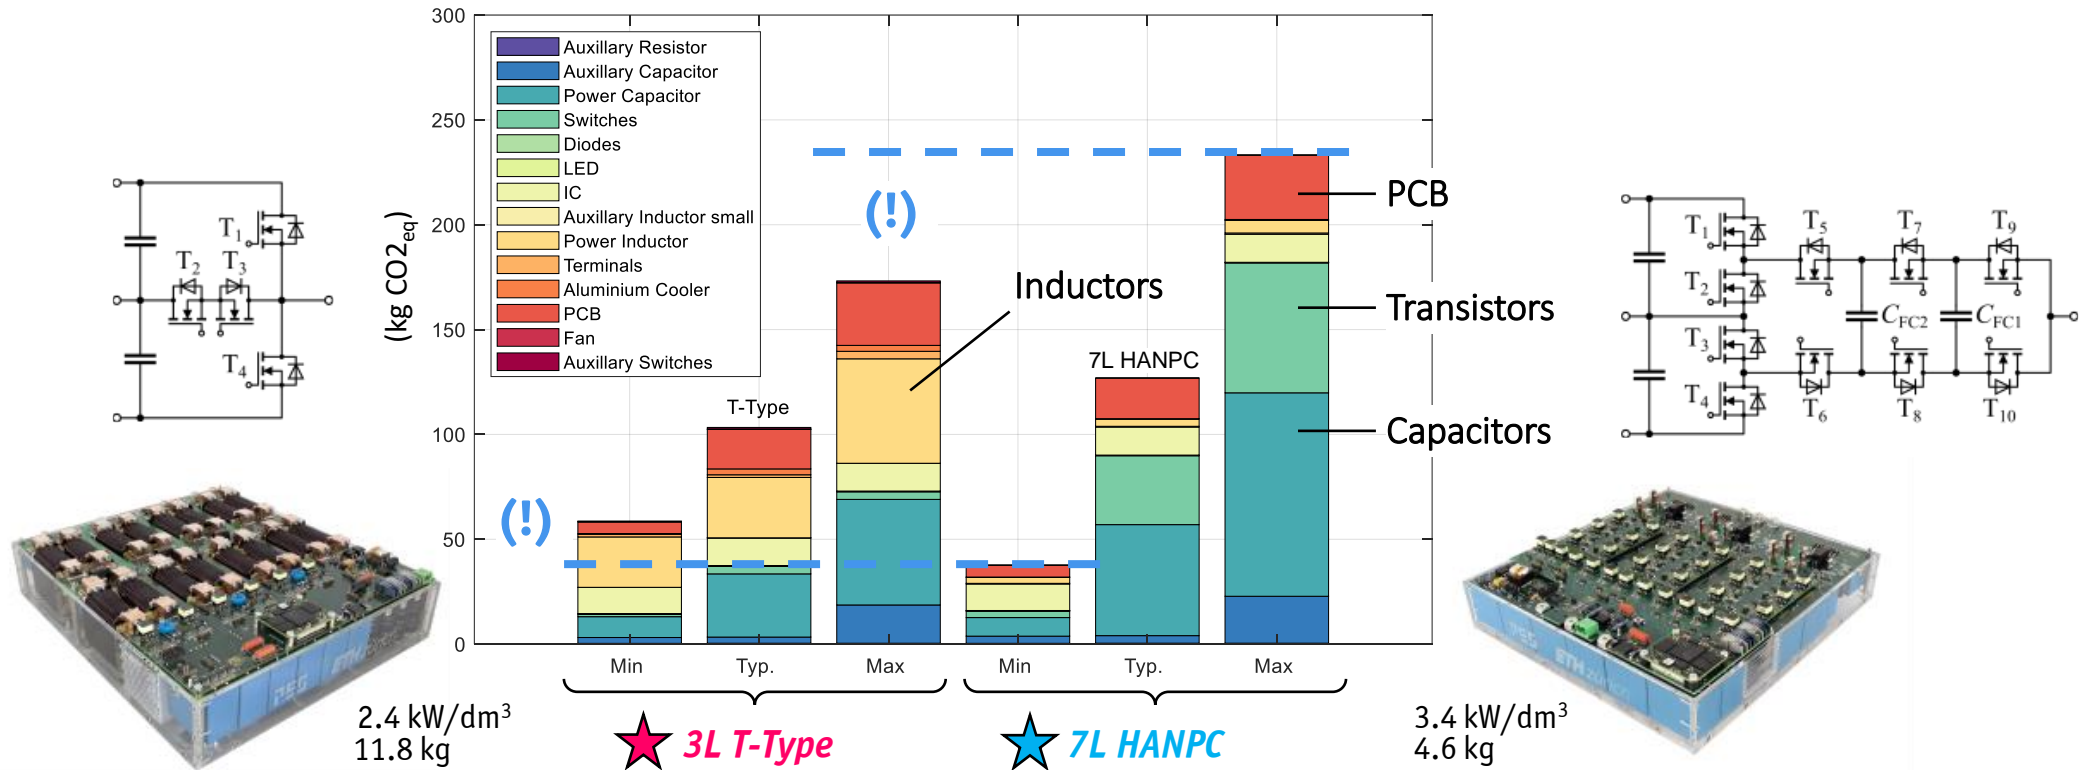 300
250
200
150
100
50
0
(kg CO2eq)
Auxillary Resistor
Auxillary Capacitor
Power Capacitor
Switches
Diodes
LED
IC
Auxillary Inductor small
Power Inductor
Terminals
Aluminium Cooler
PCB
Fan
Auxillary Switches
(!)
(!)
T-Type
7L HANPC
Inductors
PCB
Transistors
Capacitors
Min
Typ.
Max
Min
Typ.
Max
3L T-Type
7L HANPC
T1
T2
T3
T4
T1
T2
T3
T4
T5
T7
T9
CFC2
CFC1
T6
T8
T10
ETH zürich
ETH zürich
2.4 kW/dm³
11.8 kg
3.4 kW/dm³
4.6 kg